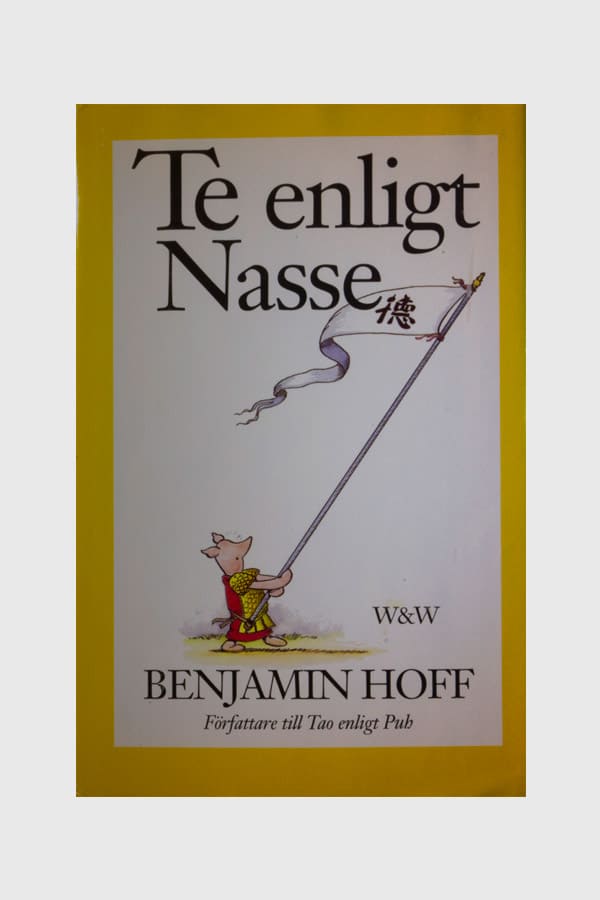 Te enligt
Nasse
德
W&W
BENJAMIN HOFF
Författare till Tao enligt Puh